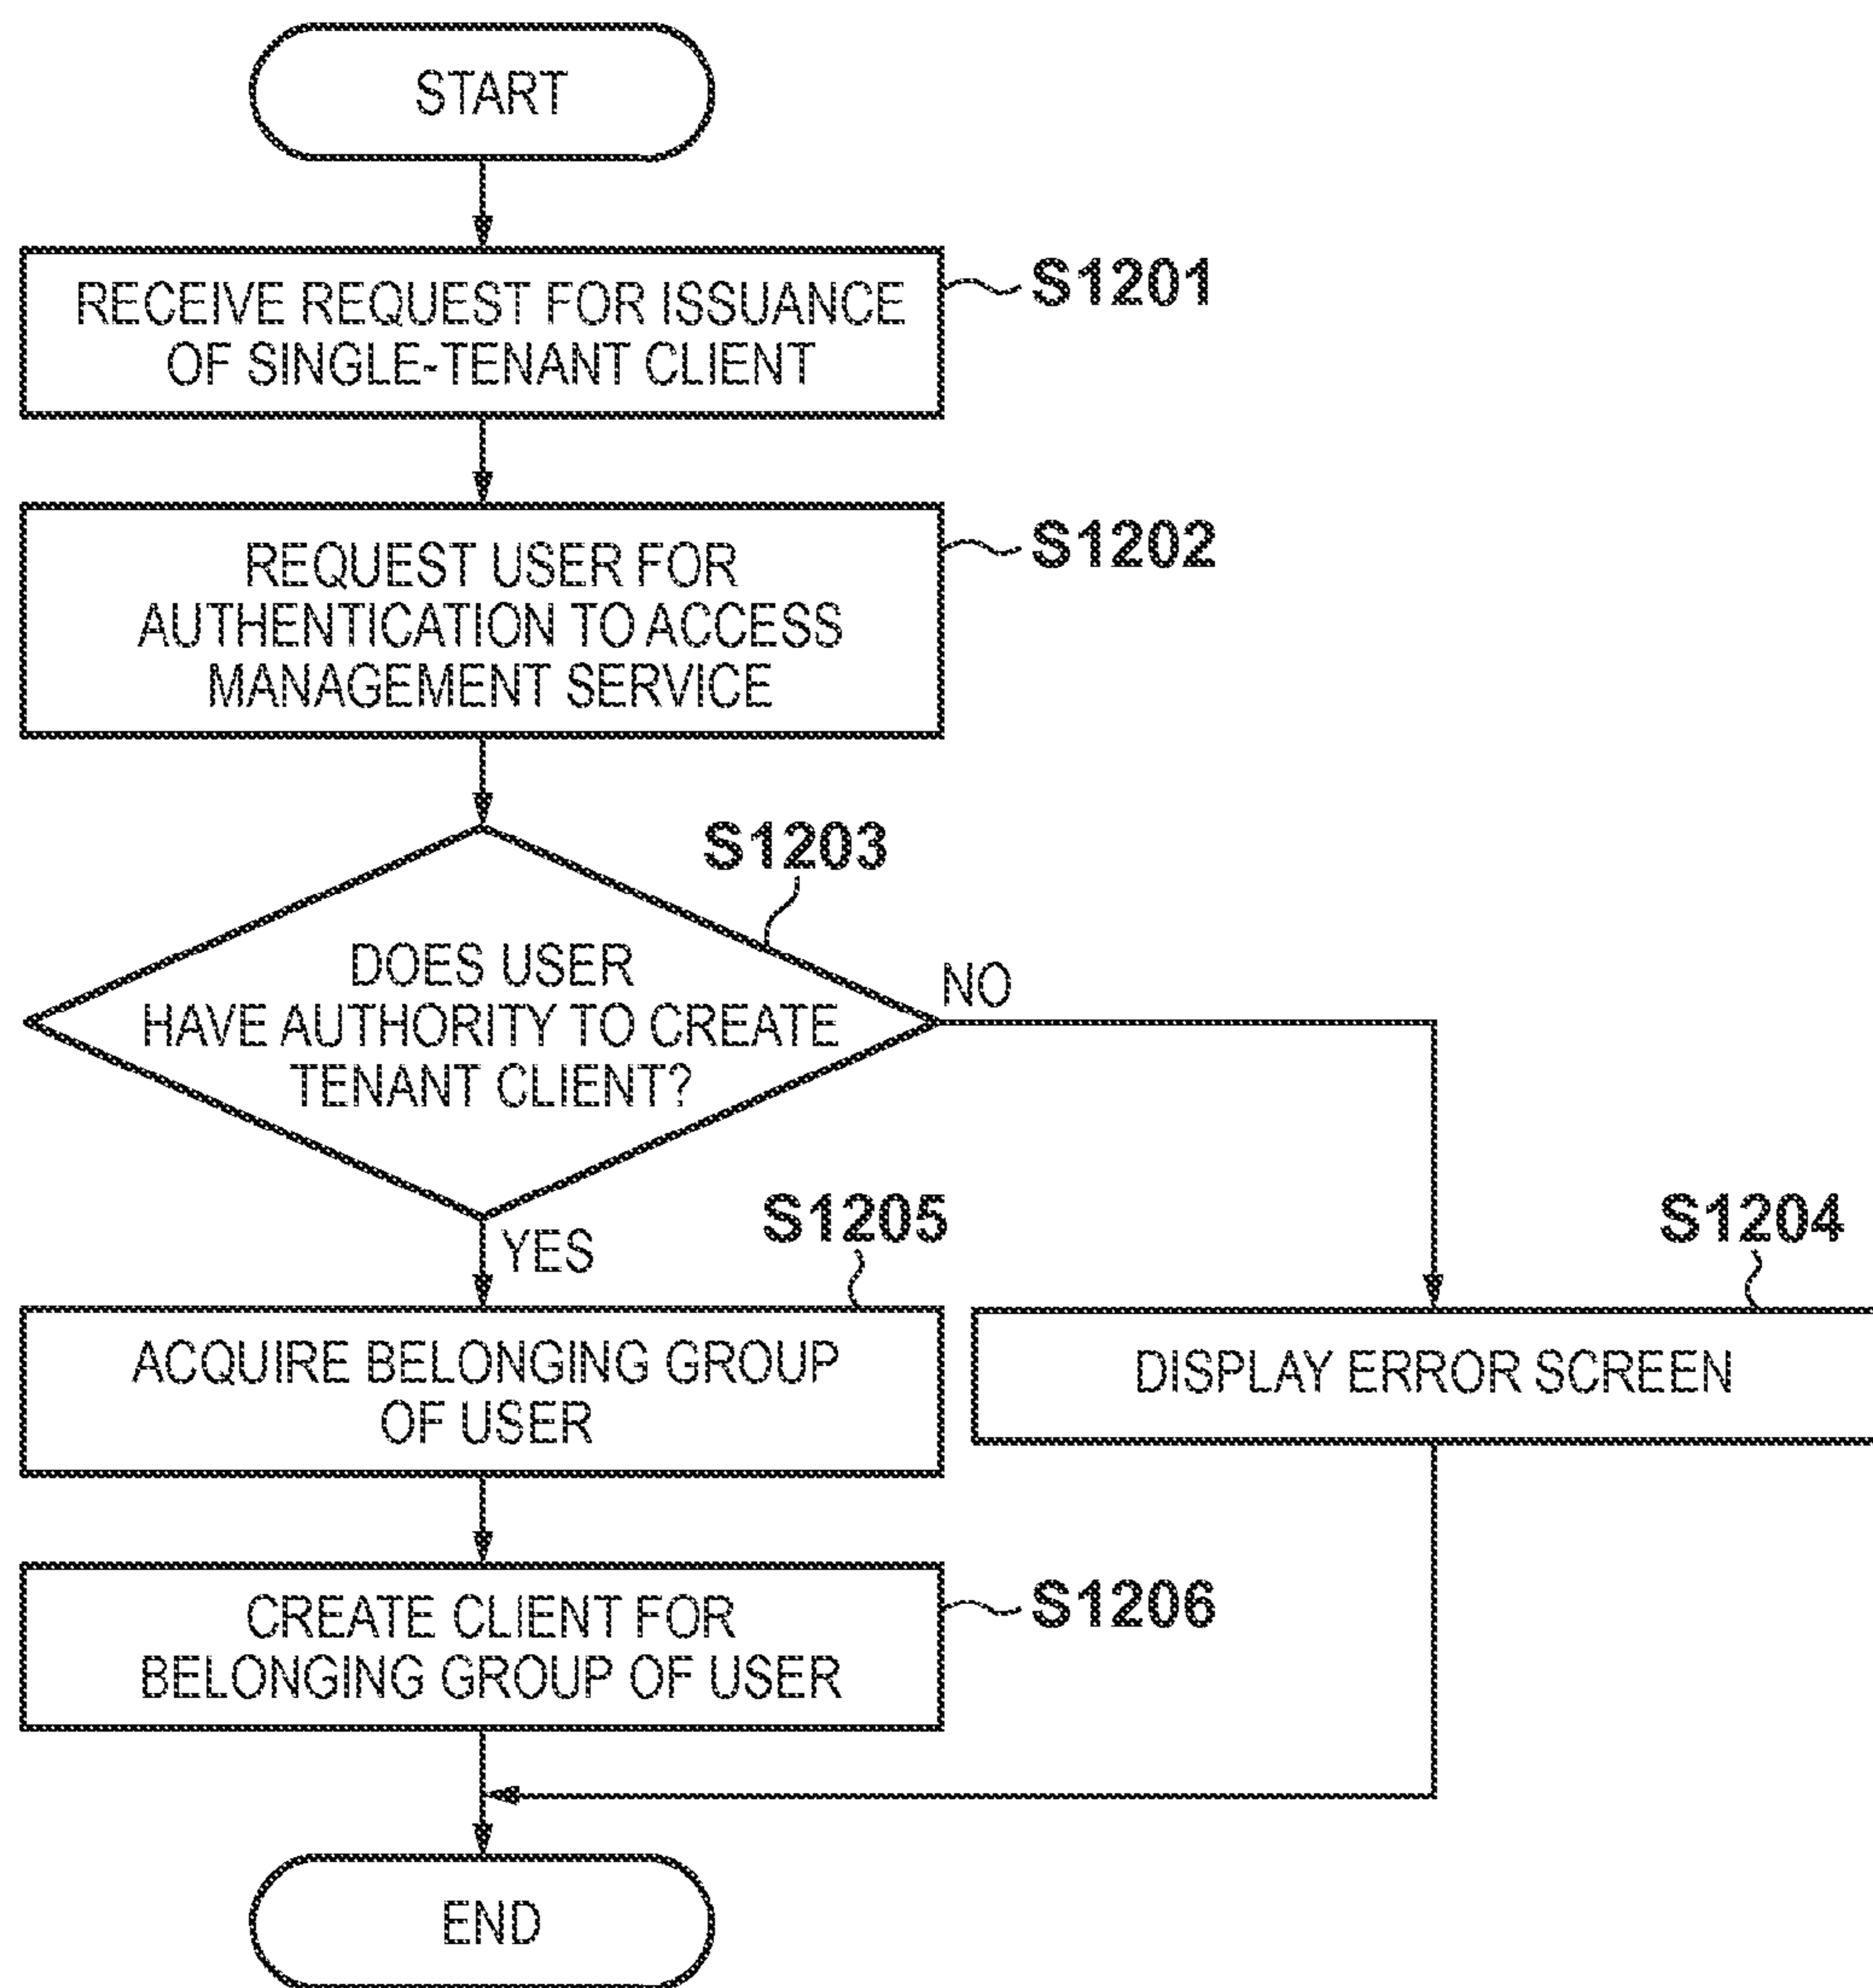 START
RECEIVE REQUEST FOR ISSUANCE
OF SINGLE-TENANT CLIENT
S1201
REQUEST USER FOR
AUTHENTICATION TO ACCESS
MANAGEMENT SERVICE
S1202
S1203
DOES USER
HAVE AUTHORITY TO CREATE
TENANT CLIENT?
NO
YES
S1205
ACQUIRE BELONGING GROUP
OF USER
S1204
DISPLAY ERROR SCREEN
CREATE CLIENT FOR
BELONGING GROUP OF USER
S1206
END